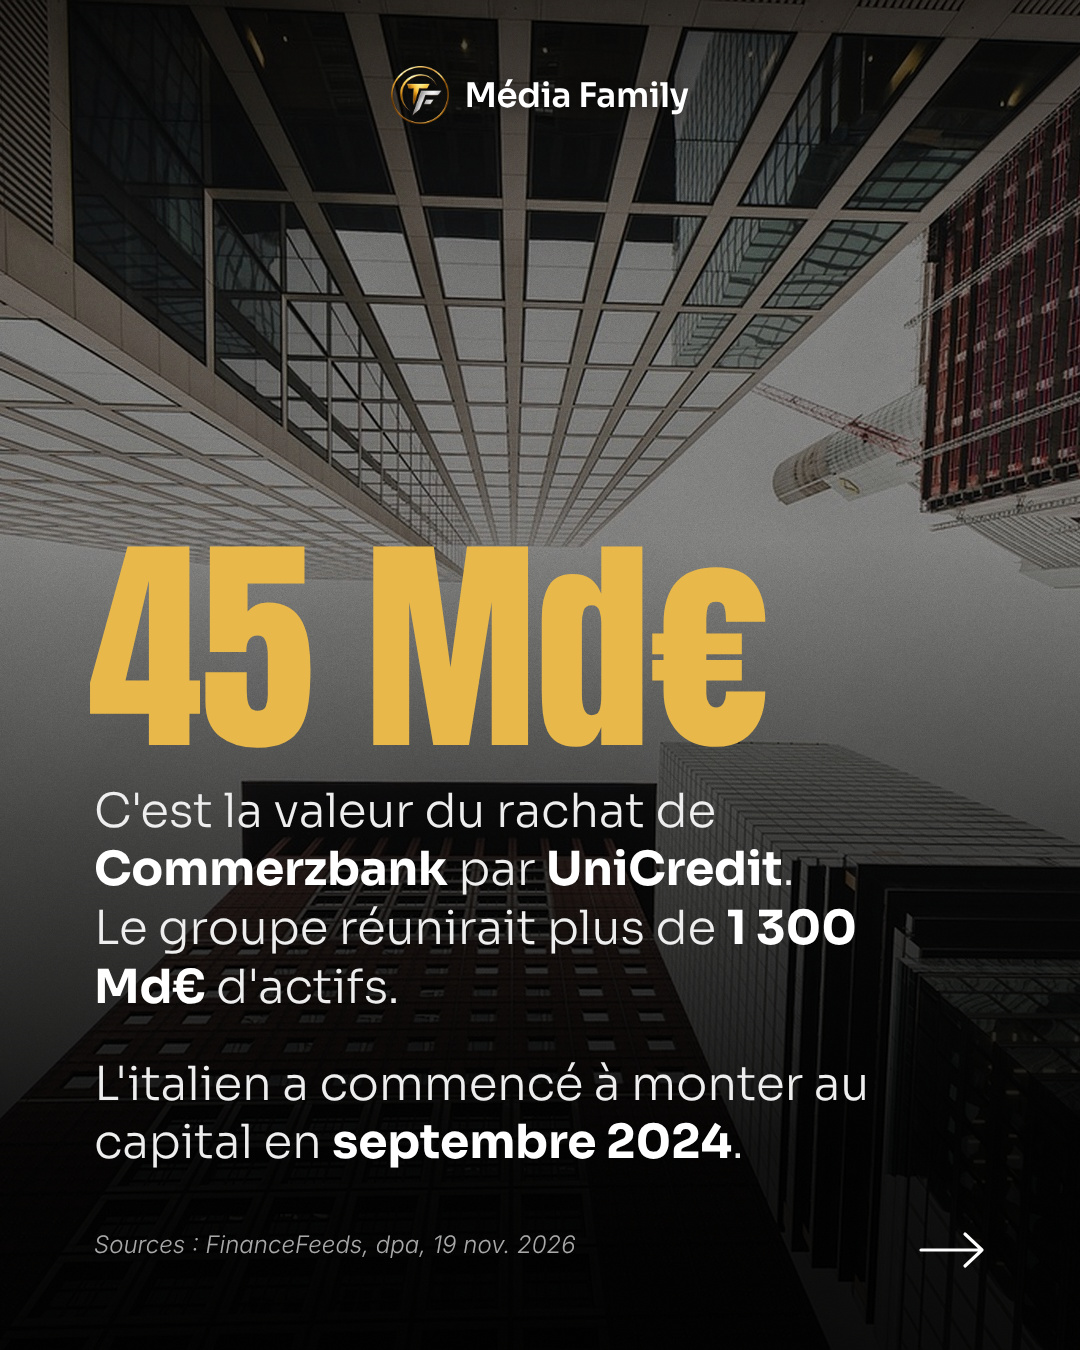 Média Family
45 Md€
C'est la valeur du rachat de
Commerzbank par UniCredit.
Le groupe réunirait plus de 1 300
Md€ d'actifs.
L'italien a commencé à monter au
capital en septembre 2024.
Sources : FinanceFeeds, dpa, 19 nov. 2026